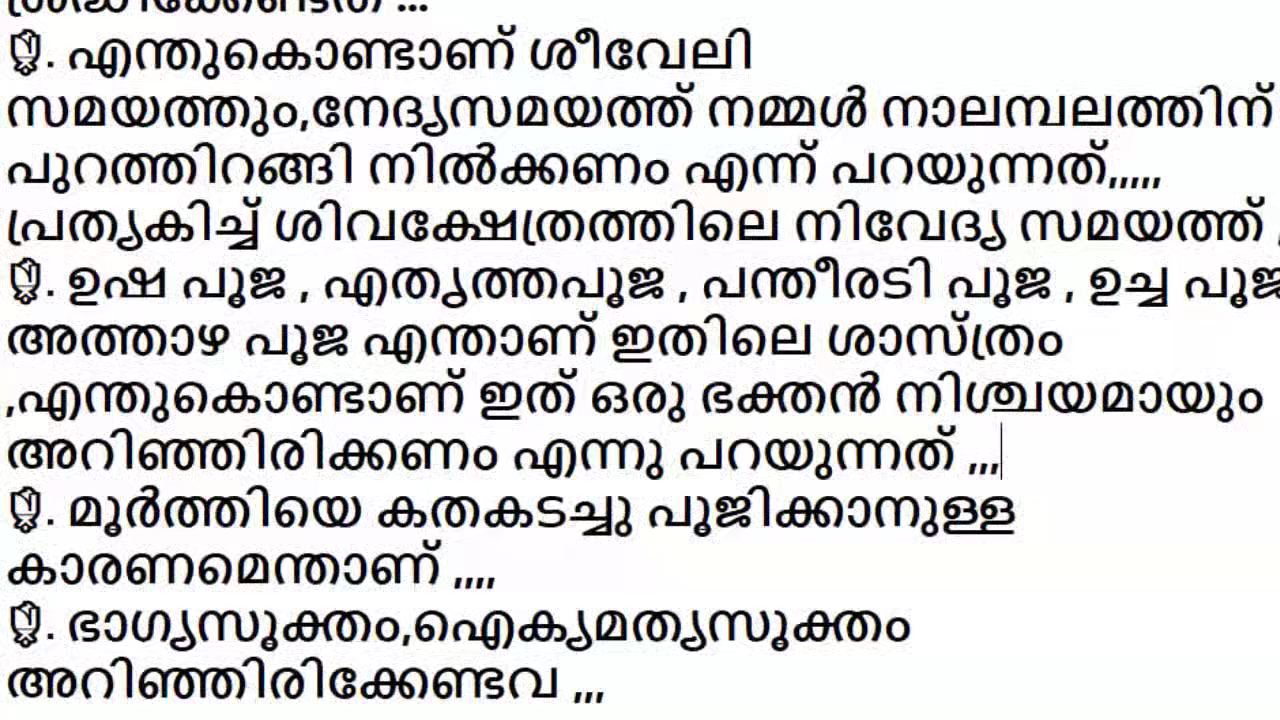 🌹. എന്തുകൊണ്ടാണ് ശീവേലി
സമയത്തും,നേദ്യസമയത്ത് നമ്മൾ നാലമ്പലത്തിന്
പുറത്തിറങ്ങി നിൽക്കണം എന്ന് പറയുന്നത്,,,,,
പ്രത്യകിച്ച് ശിവക്ഷേത്രത്തിലെ നിവേദ്യ സമയത്ത് ,
🌹. ഉഷ പൂജ , എതൃത്തപൂജ , പന്തീരടി പൂജ , ഉച്ച പൂജ
അത്താഴ പൂജ എന്താണ് ഇതിലെ ശാസ്ത്രം
,എന്തുകൊണ്ടാണ് ഇത് ഒരു ഭക്തൻ നിശ്ചയമായും
അറിഞ്ഞിരിക്കണം എന്നു പറയുന്നത് ,,,
🌹. മൂർത്തിയെ കതകടച്ചു പൂജിക്കാനുള്ള
കാരണമെന്താണ് ,,,,
🌹. ഭാഗ്യസൂക്തം,ഐക്യമത്യസൂക്തം
അറിഞ്ഞിരിക്കേണ്ടവ ,,,